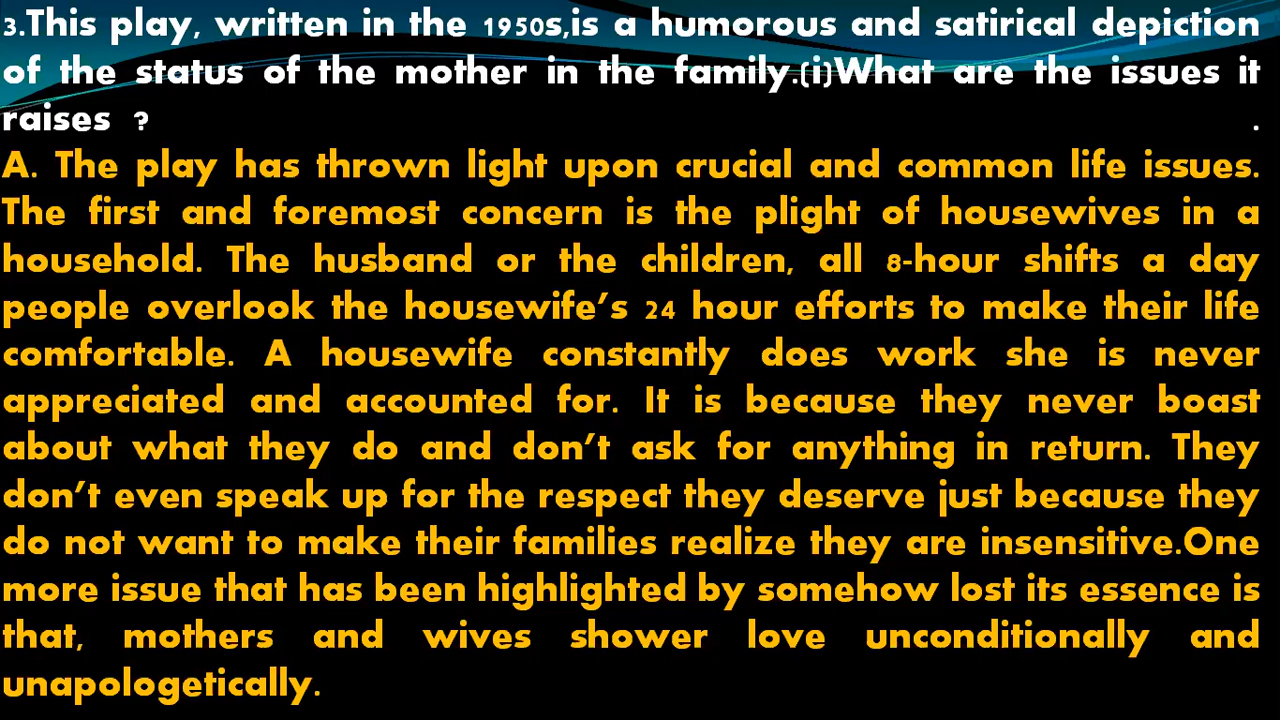 3.This play, written in the 1950s,is a humorous and satirical depiction
of the status of the mother in the family.(i)What are the issues it
raises ? .
A. The play has thrown light upon crucial and common life issues.
The first and foremost concern is the plight of housewives in a
household. The husband or the children, all 8-hour shifts a day
people overlook the housewife’s 24 hour efforts to make their life
comfortable. A housewife constantly does work she is never
appreciated and accounted for. It is because they never boast
about what they do and don’t ask for anything in return. They
don’t even speak up for the respect they deserve just because they
do not want to make their families realize they are insensitive.One
more issue that has been highlighted by somehow lost its essence is
that, mothers and wives shower love unconditionally and
unapologetically.